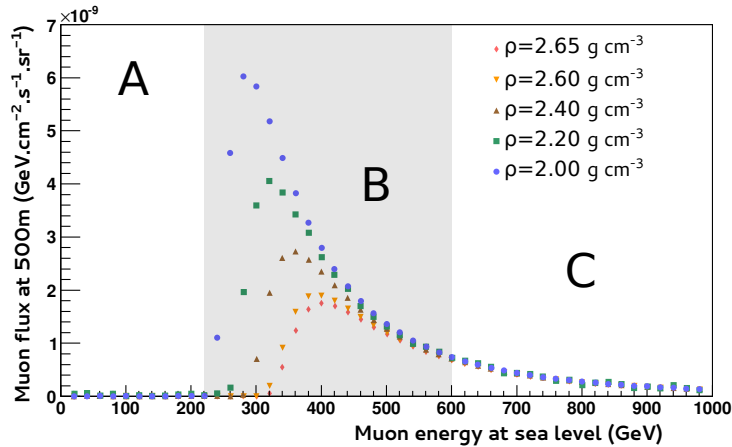 ×10⁻⁹
7
6
5
4
3
2
1
0
Muon flux at 500m (GeV.cm⁻².s⁻¹.sr⁻¹)
A
B
C
ρ=2.65 g cm⁻³
ρ=2.60 g cm⁻³
ρ=2.40 g cm⁻³
ρ=2.20 g cm⁻³
ρ=2.00 g cm⁻³
0 100 200 300 400 500 600 700 800 900 1000
Muon energy at sea level (GeV)